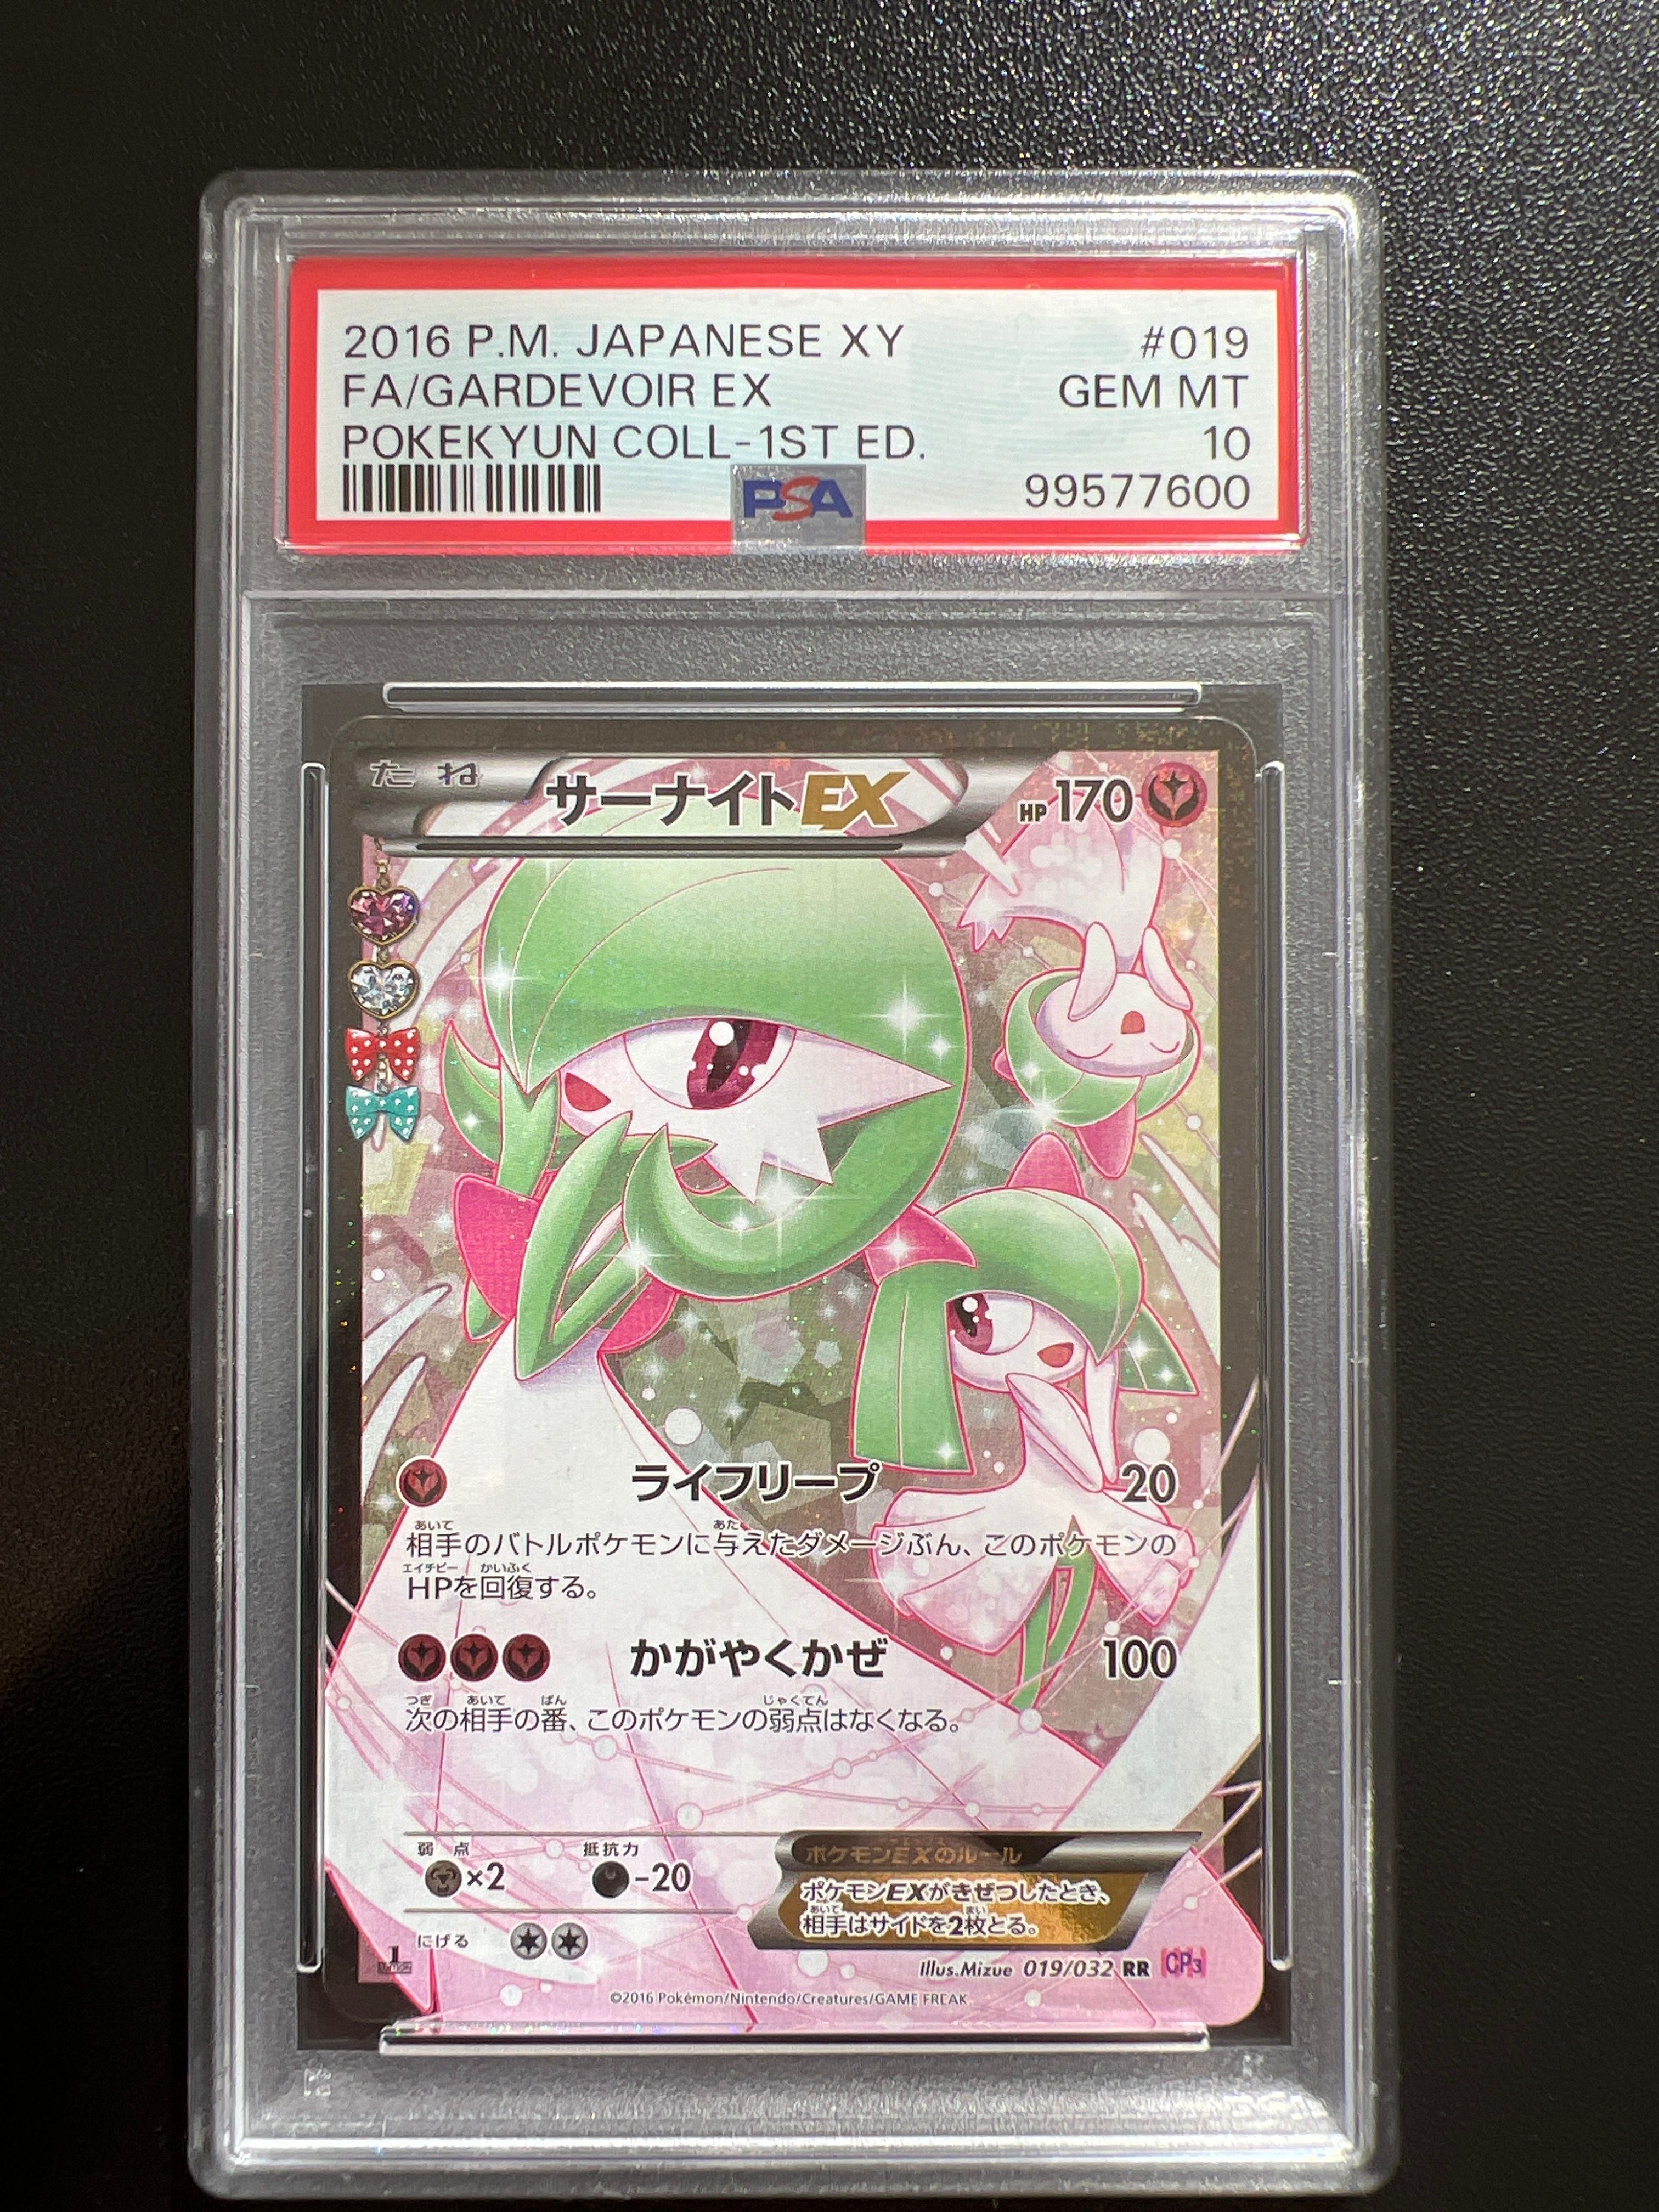 2016 P.M. JAPANESE XY #019
FA/GARDEVOIR EX GEM MT
POKEKYUN COLL-1ST ED. 10
PSA 99577600
たね サーナイトEX HP170
ライフリープ 20
相手のバトルポケモンに与えたダメージぶん、このポケモンの
HPを回復する。
かがやくかぜ 100
次の相手の番、このポケモンの弱点はなくなる。
弱点 抵抗力
×2 -20
にげる
ポケモンEXのルール
ポケモンEXがきぜつしたとき、
相手はサイドを2枚とる。
1 EDITION
Illus.Mizue 019/032 RR CP3
©2016 Pokémon/Nintendo/Creatures/GAME FREAK